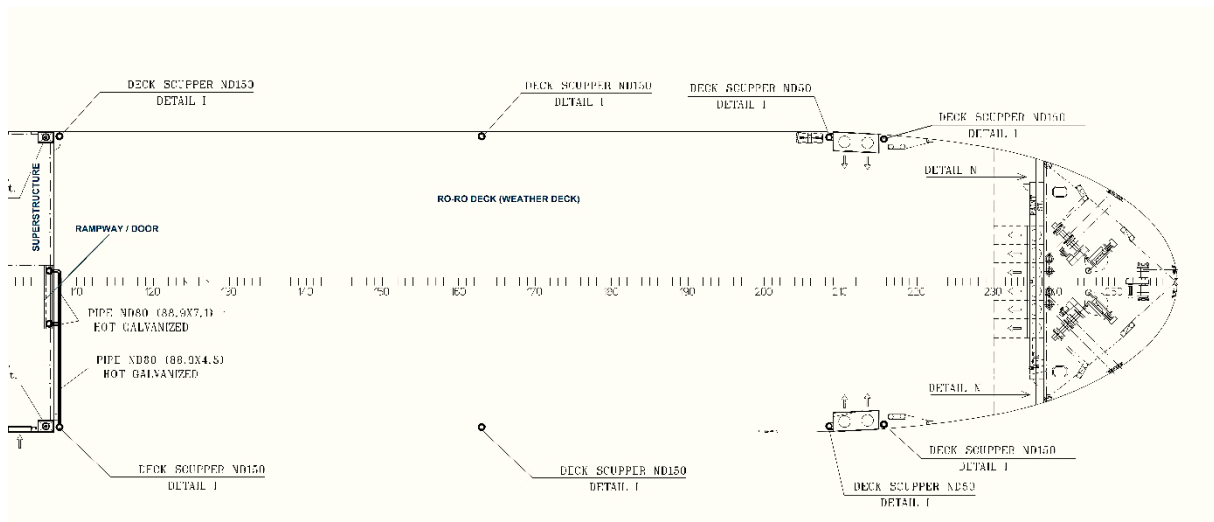 DECK SCUPPER ND150
DETAIL I
DECK SCUPPER ND150
DETAIL I
DECK SCUPPER ND50
DETAIL I
DECK SCUPPER ND150
DETAIL I
DETAIL N
SUPERSTRUCTURE
RO-RO DECK (WEATHER DECK)
RAMPWAY / DOOR
110 120 130 140 150 160 170 180 190 200 210 220 230 240 250
PIPE ND80 (88,9X7,1)
HOT GALVANIZED
PIPE ND80 (88.9X4.5)
HOT GALVANIZED
DETAIL N
DECK SCUPPER ND150
DETAIL I
DECK SCUPPER ND150
DETAIL I
DECK SCUPPER ND150
DETAIL I
DECK SCUPPER ND50
DETAIL I